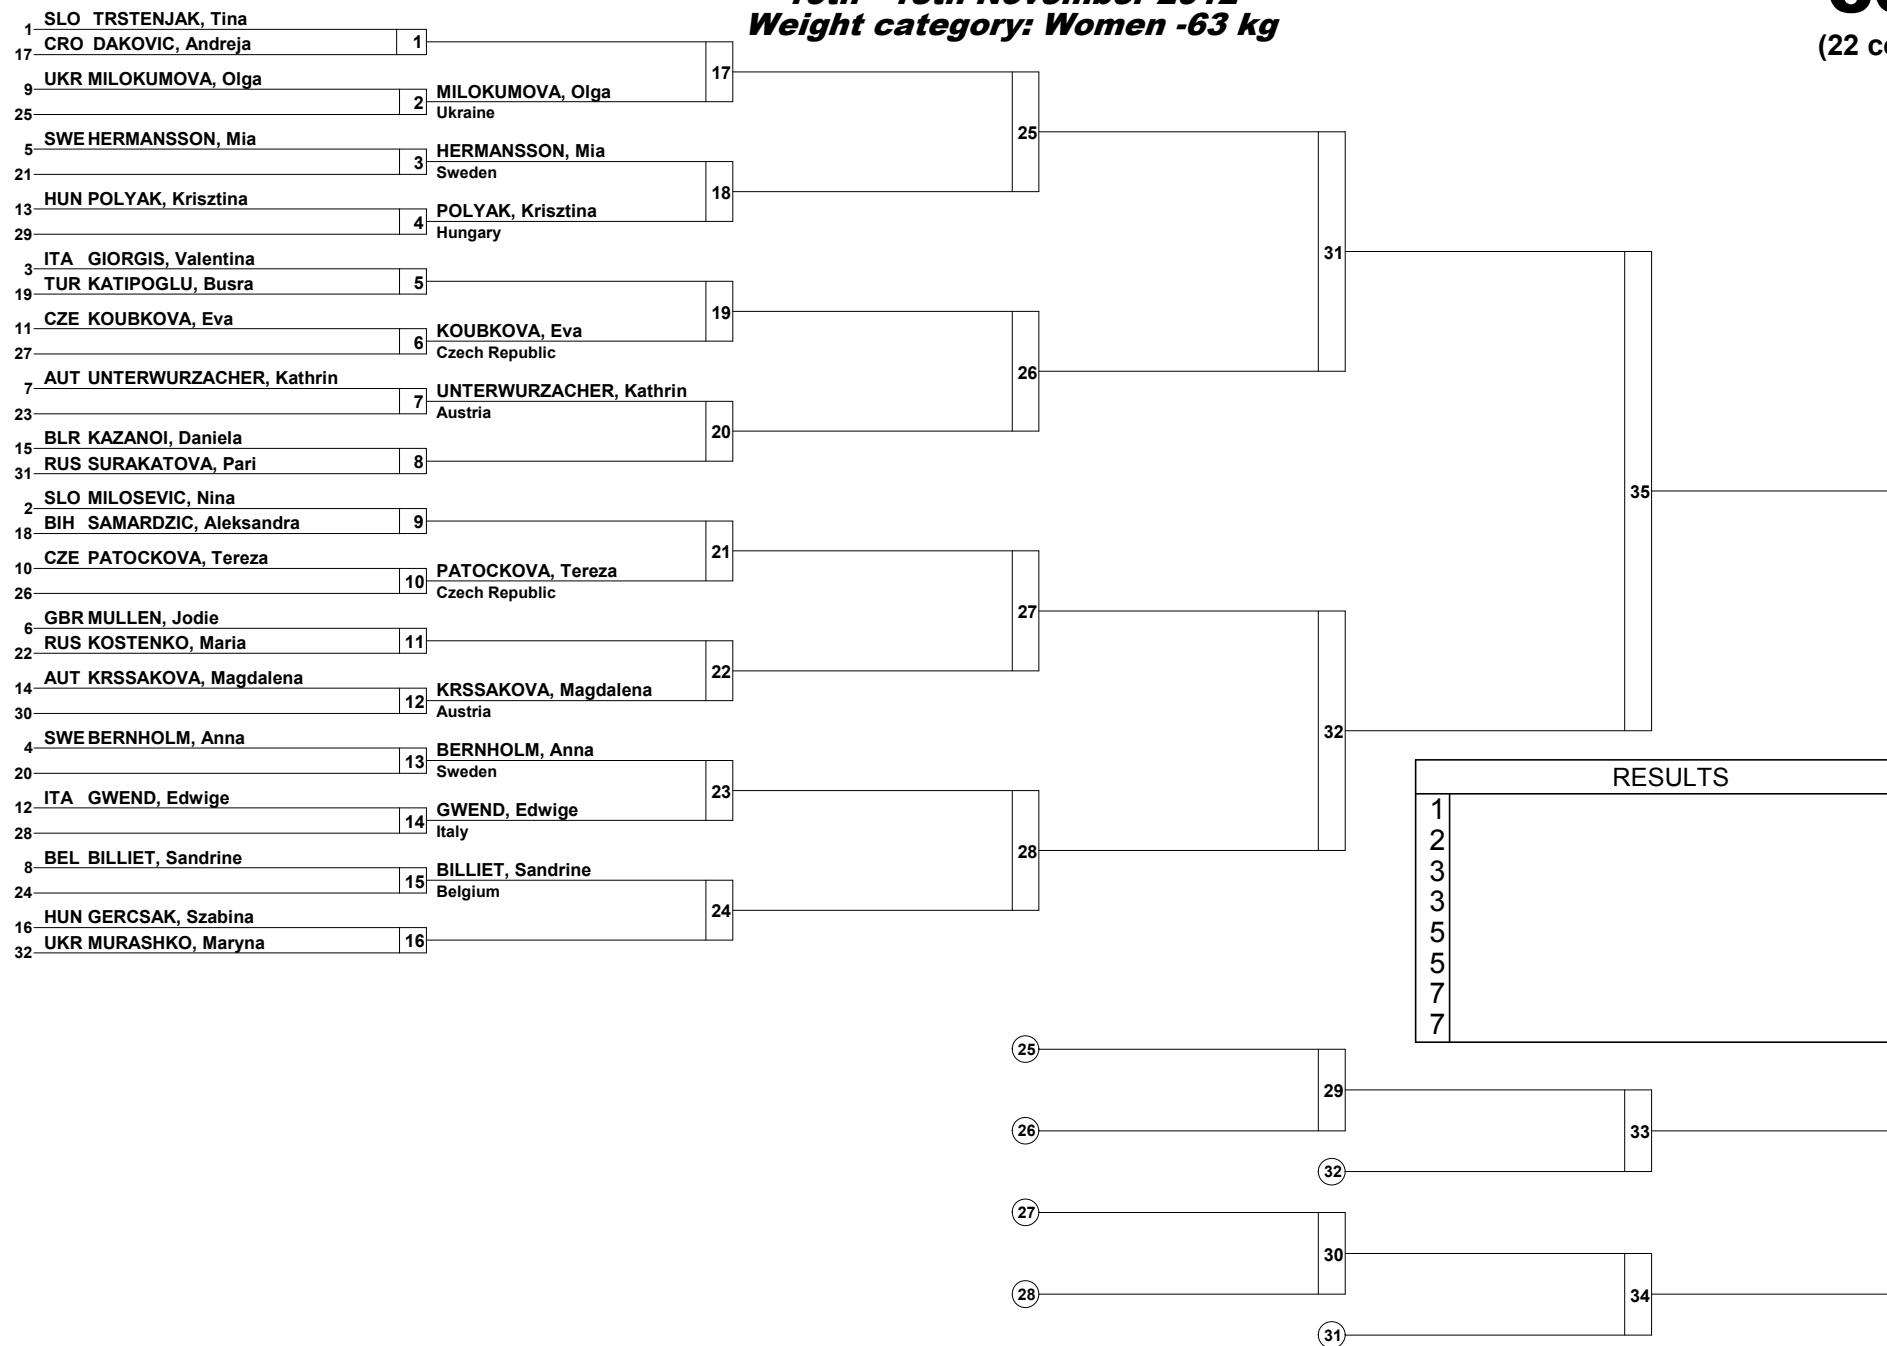 Weight category: Women -63 kg
(22 c
1 SLO TRSTENJAK, Tina
17 CRO DAKOVIC, Andreja
1
9 UKR MILOKUMOVA, Olga
25
2
MILOKUMOVA, Olga
Ukraine
17
5 SWE HERMANSSON, Mia
21
3
HERMANSSON, Mia
Sweden
13 HUN POLYAK, Krisztina
29
4
POLYAK, Krisztina
Hungary
18
25
3 ITA GIORGIS, Valentina
19 TUR KATIPOGLU, Busra
5
11 CZE KOUBKOVA, Eva
27
6
KOUBKOVA, Eva
Czech Republic
19
7 AUT UNTERWURZACHER, Kathrin
23
7
UNTERWURZACHER, Kathrin
Austria
15 BLR KAZANOI, Daniela
31 RUS SURAKATOVA, Pari
8
20
26
31
2 SLO MILOSEVIC, Nina
18 BIH SAMARDZIC, Aleksandra
9
10 CZE PATOCKOVA, Tereza
26
10
PATOCKOVA, Tereza
Czech Republic
21
6 GBR MULLEN, Jodie
22 RUS KOSTENKO, Maria
11
14 AUT KRSSAKOVA, Magdalena
30
12
KRSSAKOVA, Magdalena
Austria
22
27
4 SWE BERNHOLM, Anna
20
13
BERNHOLM, Anna
Sweden
12 ITA GWEND, Edwige
28
14
GWEND, Edwige
Italy
23
8 BEL BILLIET, Sandrine
24
15
BILLIET, Sandrine
Belgium
16 HUN GERCSAK, Szabina
32 UKR MURASHKO, Maryna
16
24
28
32
35
RESULTS
1
2
3
3
5
5
7
7
25
26
29
32
33
27
28
30
31
34